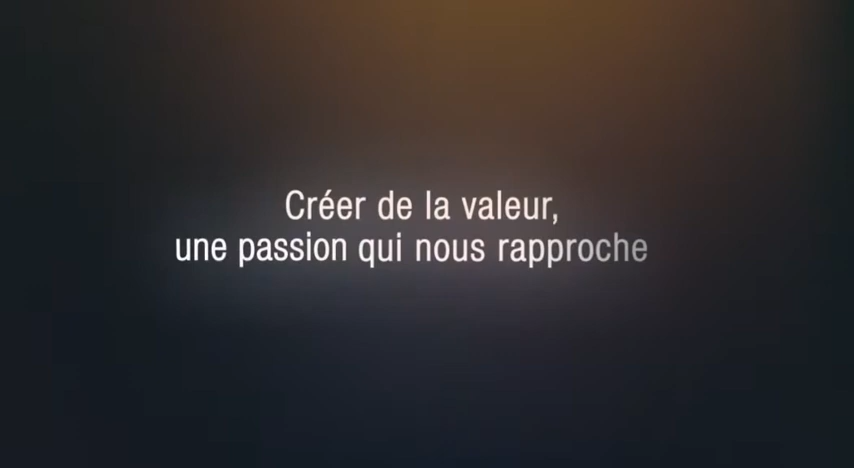 Créer de la valeur,
une passion qui nous rapproche